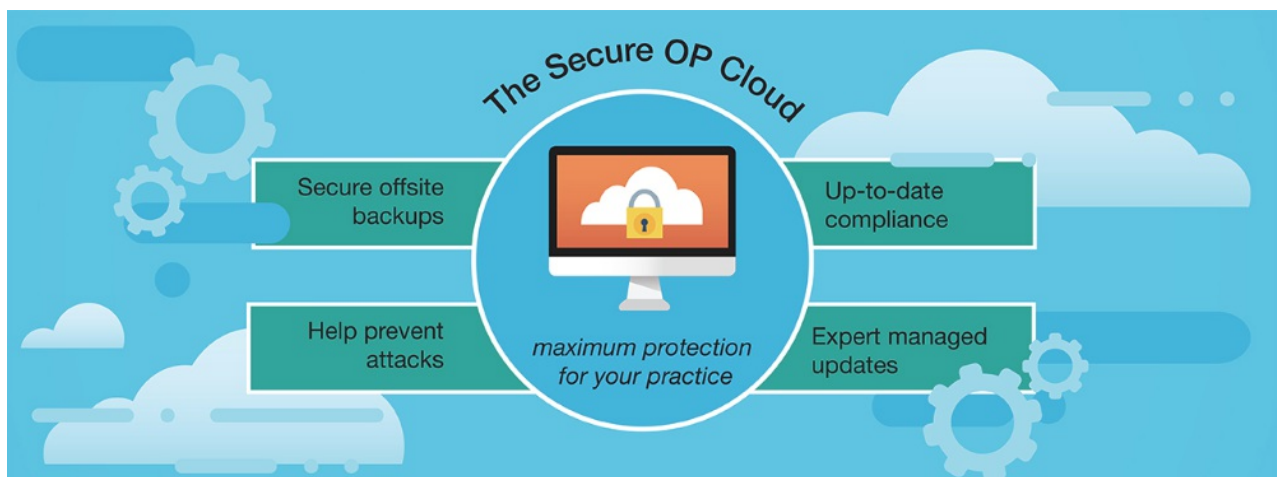 The Secure OP Cloud
Secure offsite
backups
Up-to-date
compliance
Help prevent
attacks
maximum protection
for your practice
Expert managed
updates